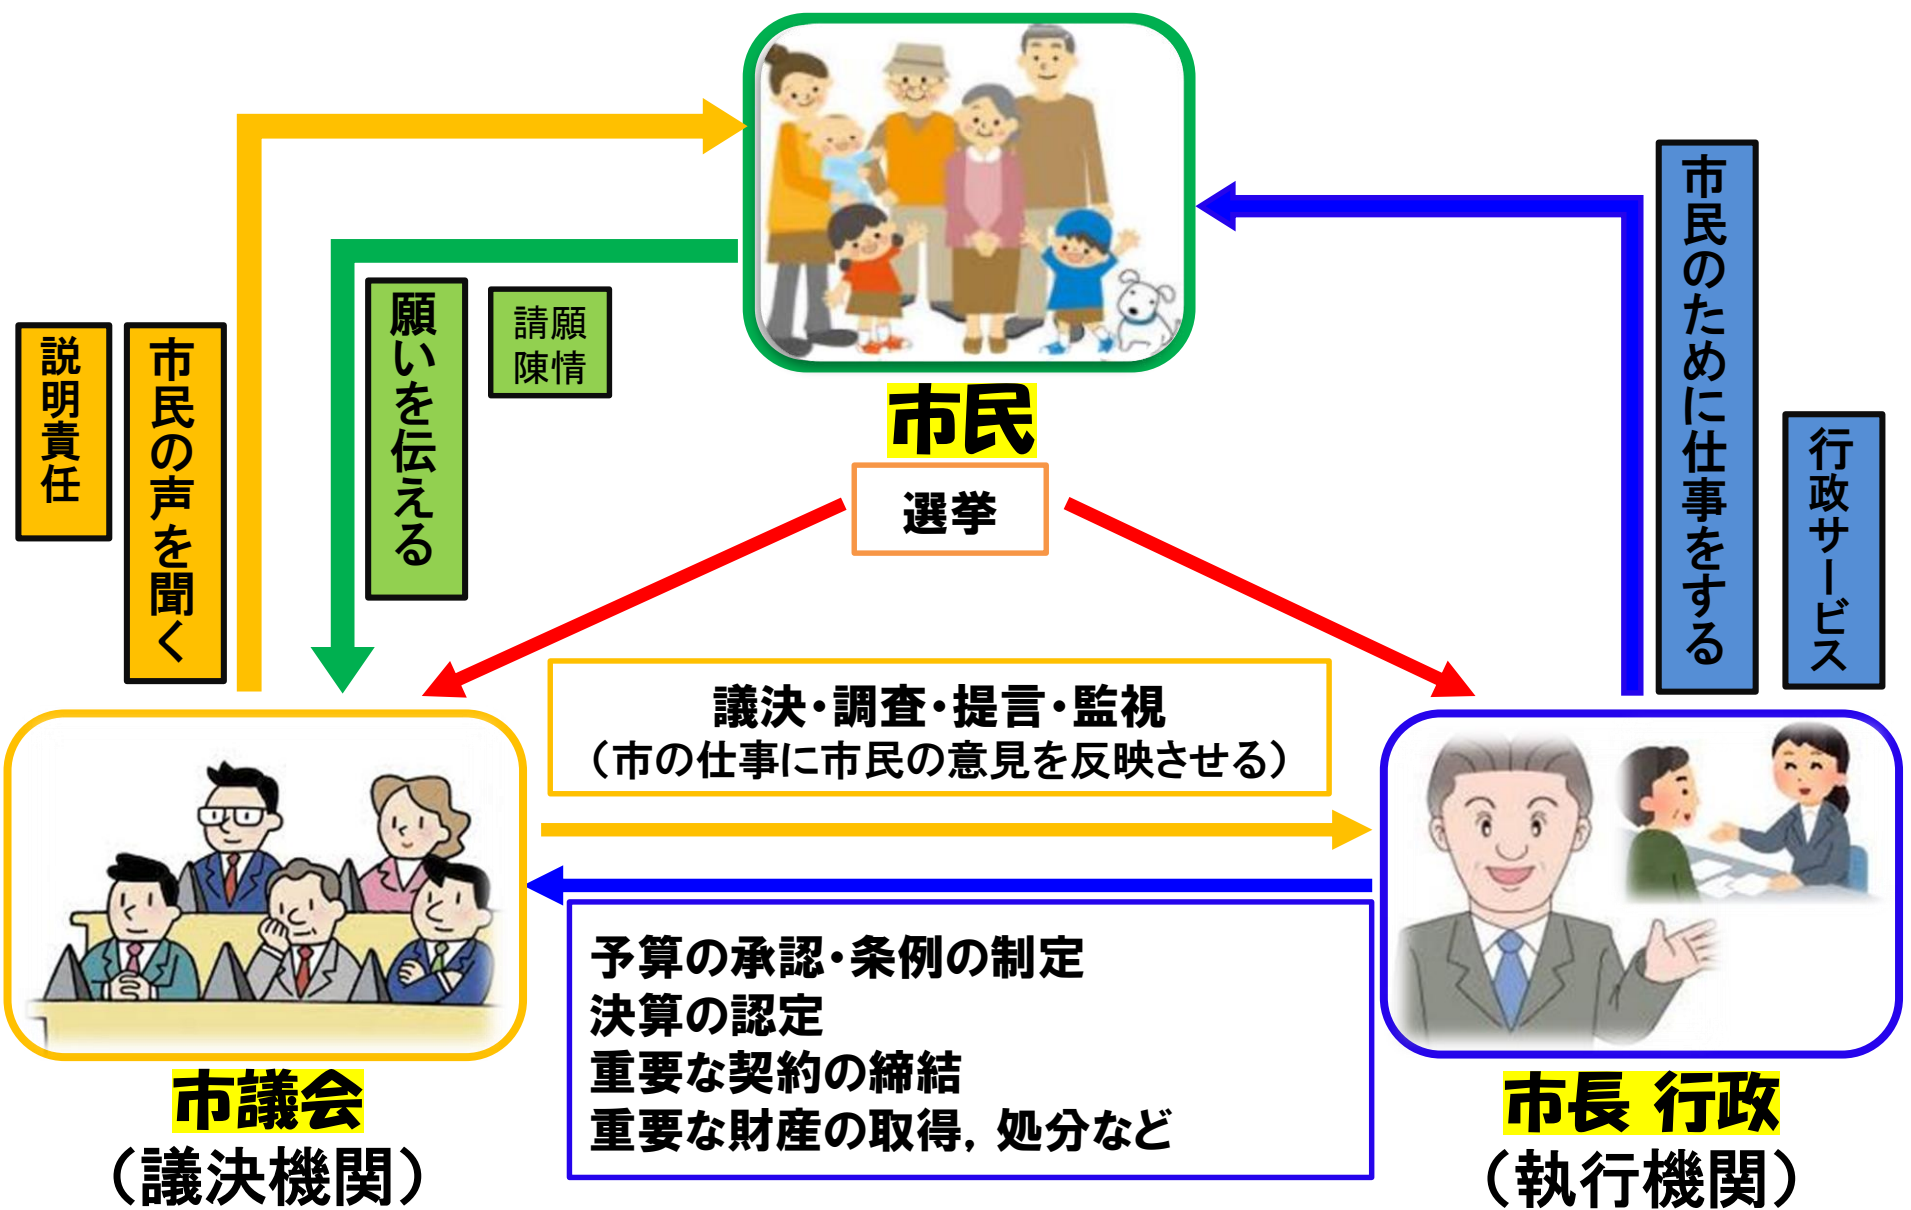 市民
選挙
説明責任
市民の声を聞く
願いを伝える
請願
陳情
市民のために仕事をする
行政サービス
議決・調査・提言・監視
（市の仕事に市民の意見を反映させる）
予算の承認・条例の制定
決算の認定
重要な契約の締結
重要な財産の取得，処分など
市議会
（議決機関）
市長 行政
（執行機関）